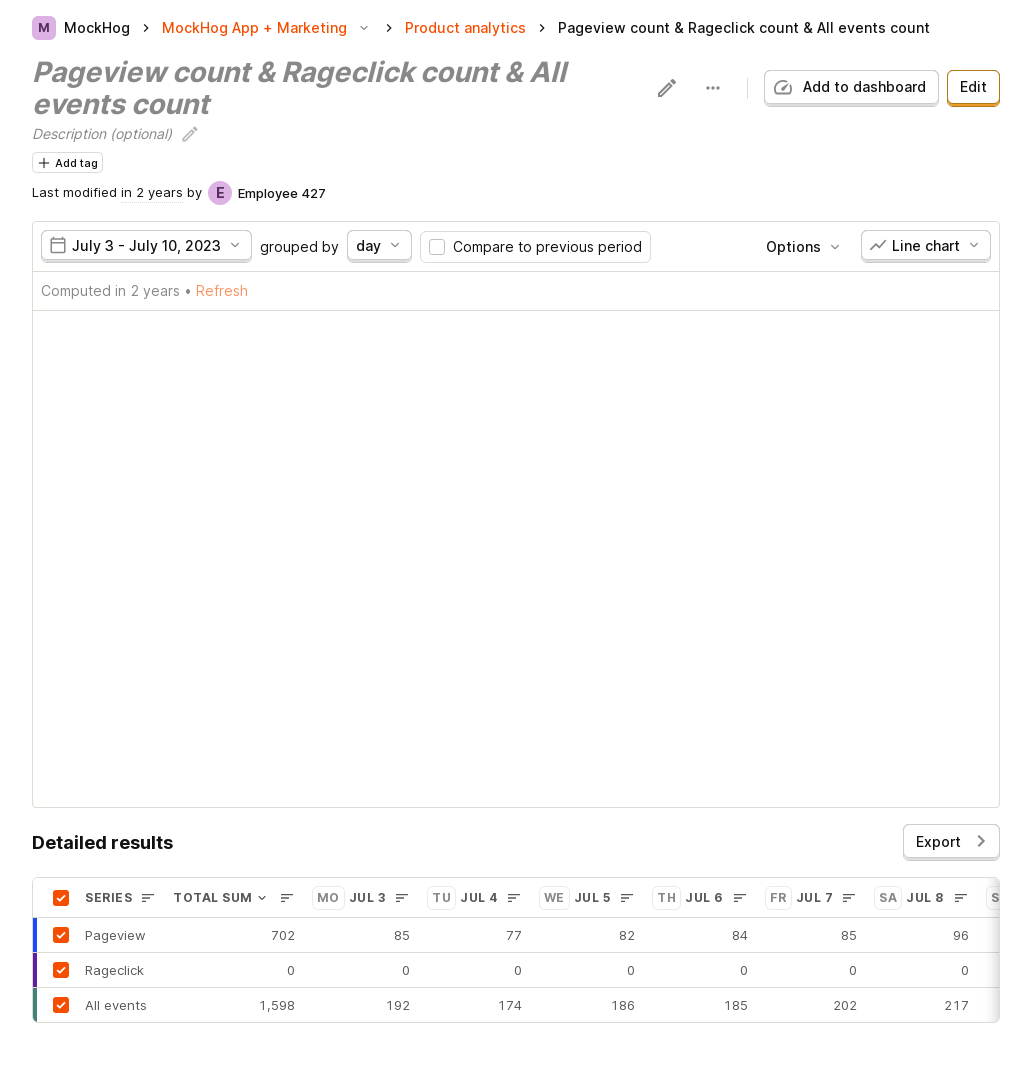 M MockHog > MockHog App + Marketing > Product analytics > Pageview count & Rageclick count & All events count
Pageview count & Rageclick count & All
events count
Add to dashboard
Edit
Description (optional)
Add tag
Last modified in 2 years by E Employee 427
July 3 - July 10, 2023 grouped by day Compare to previous period Options Line chart
Computed in 2 years • Refresh
Detailed results
Export
SERIES TOTAL SUM MO JUL 3 TU JUL 4 WE JUL 5 TH JUL 6 FR JUL 7 SA JUL 8
Pageview 702 85 77 82 84 85 96
Rageclick 0 0 0 0 0 0 0
All events 1,598 192 174 186 185 202 217